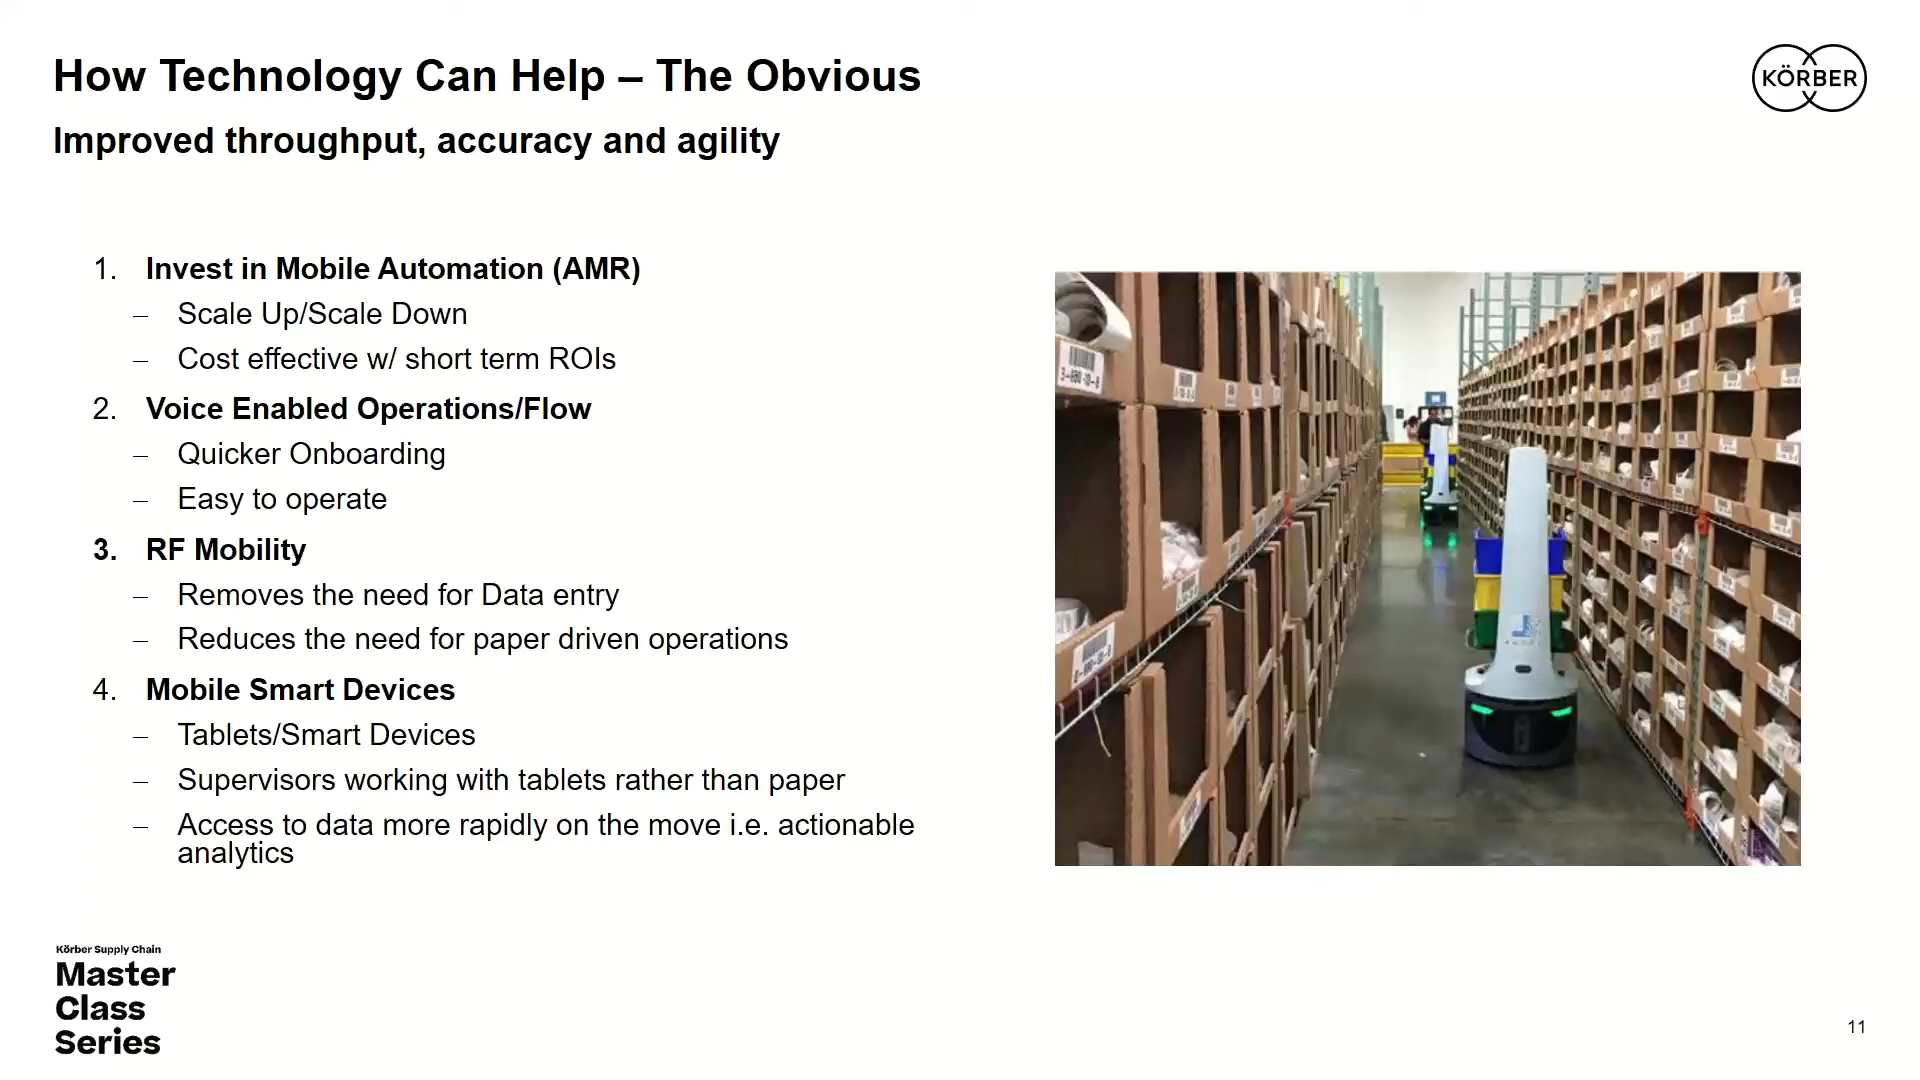 How Technology Can Help – The Obvious
KÖRBER
Improved throughput, accuracy and agility
1. Invest in Mobile Automation (AMR)
– Scale Up/Scale Down
– Cost effective w/ short term ROIs
2. Voice Enabled Operations/Flow
– Quicker Onboarding
– Easy to operate
3. RF Mobility
– Removes the need for Data entry
– Reduces the need for paper driven operations
4. Mobile Smart Devices
– Tablets/Smart Devices
– Supervisors working with tablets rather than paper
– Access to data more rapidly on the move i.e. actionable
analytics
Körber Supply Chain
Master
Class
Series
11